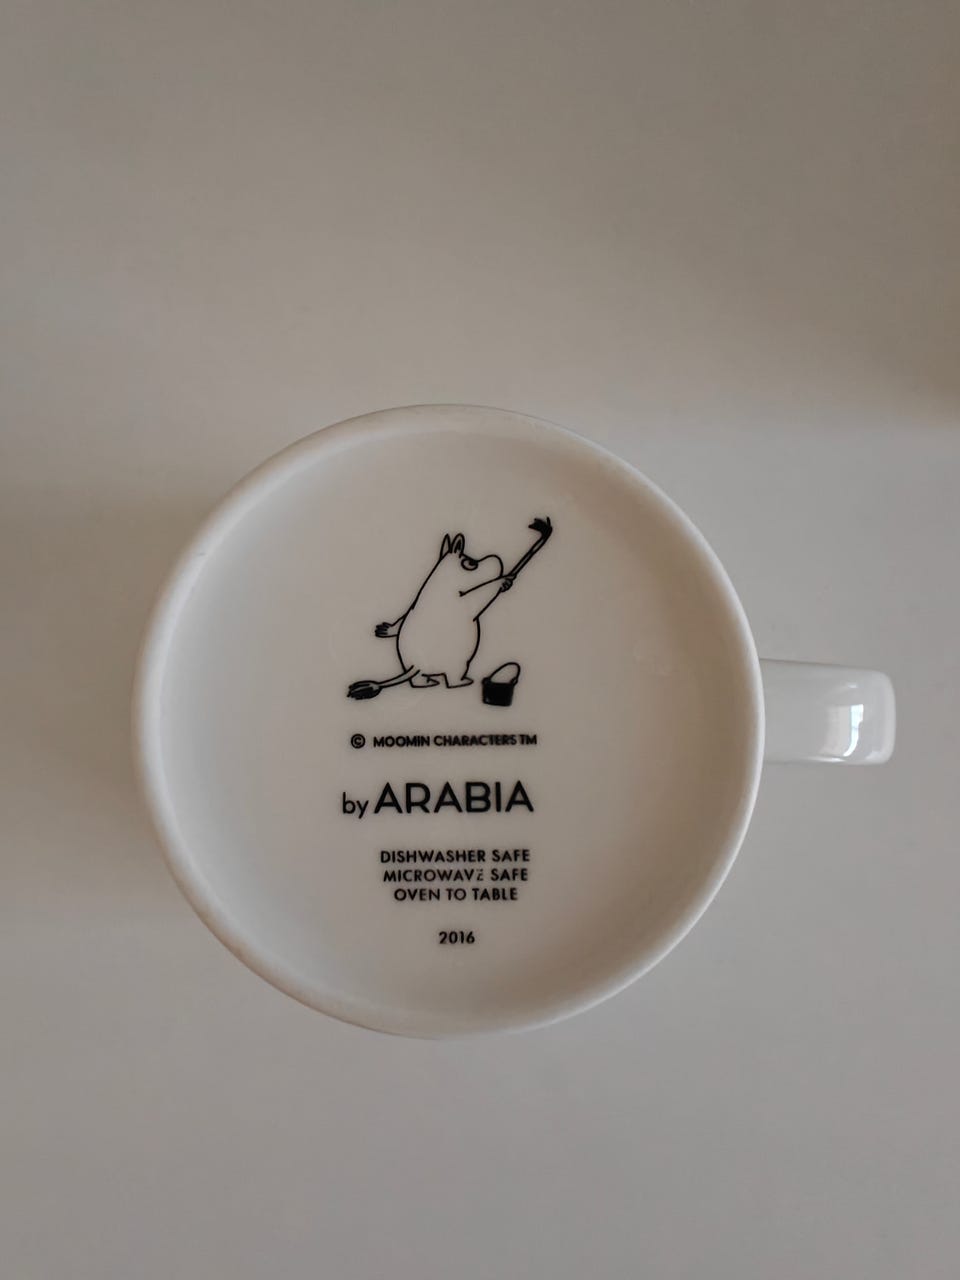 © MOOMIN CHARACTERS TM
by ARABIA
DISHWASHER SAFE
MICROWAVE SAFE
OVEN TO TABLE
2016